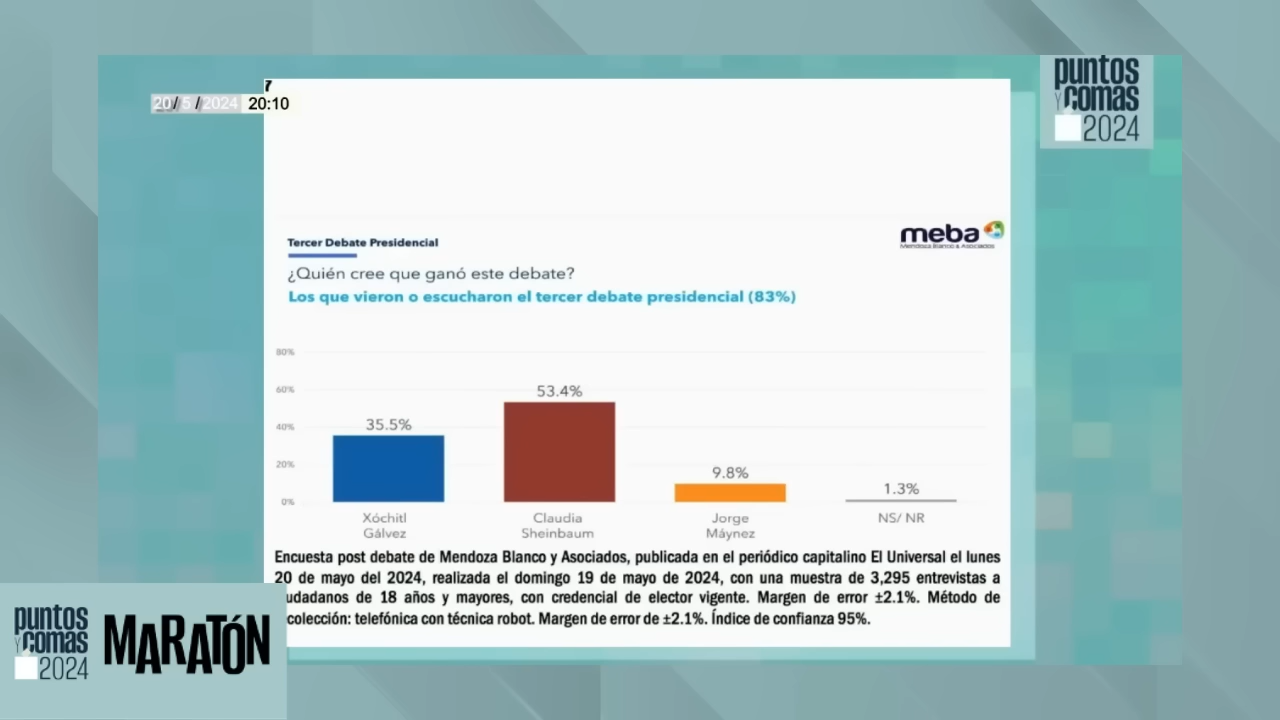 7
20/ 5 /2024 20:10
puntos
Y comas
2024
meba
Mendoza Blanco & Asociados
Tercer Debate Presidencial
¿Quién cree que ganó este debate?
Los que vieron o escucharon el tercer debate presidencial (83%)
80%
60%
40%
20%
0%
35.5%
53.4%
9.8%
1.3%
Xóchitl
Gálvez
Claudia
Sheinbaum
Jorge
Máynez
NS/ NR
Encuesta post debate de Mendoza Blanco y Asociados, publicada en el periódico capitalino El Universal el lunes
20 de mayo del 2024, realizada el domingo 19 de mayo de 2024, con una muestra de 3,295 entrevistas a
udadanos de 18 años y mayores, con credencial de elector vigente. Margen de error ±2.1%. Método de
colección: telefónica con técnica robot. Margen de error de ±2.1%. Índice de confianza 95%.
puntos
Y comas
2024
MARATÓN